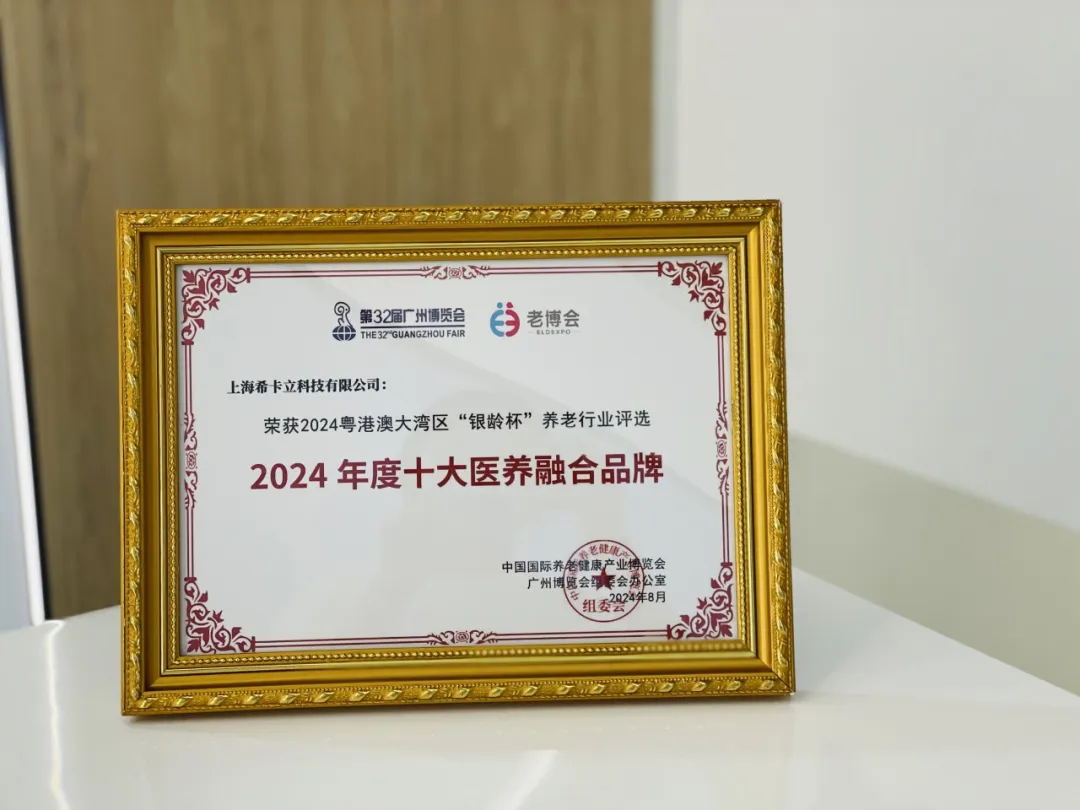 第32届广州博览会
THE 32ND GUANGZHOU FAIR
老博会
ELDEXPO
上海希卡立科技有限公司：
荣获2024粤港澳大湾区“银龄杯”养老行业评选
2024 年度十大医养融合品牌
中国国际养老健康产业博览会
广州博览会组委会办公室
2024年8月
组委会